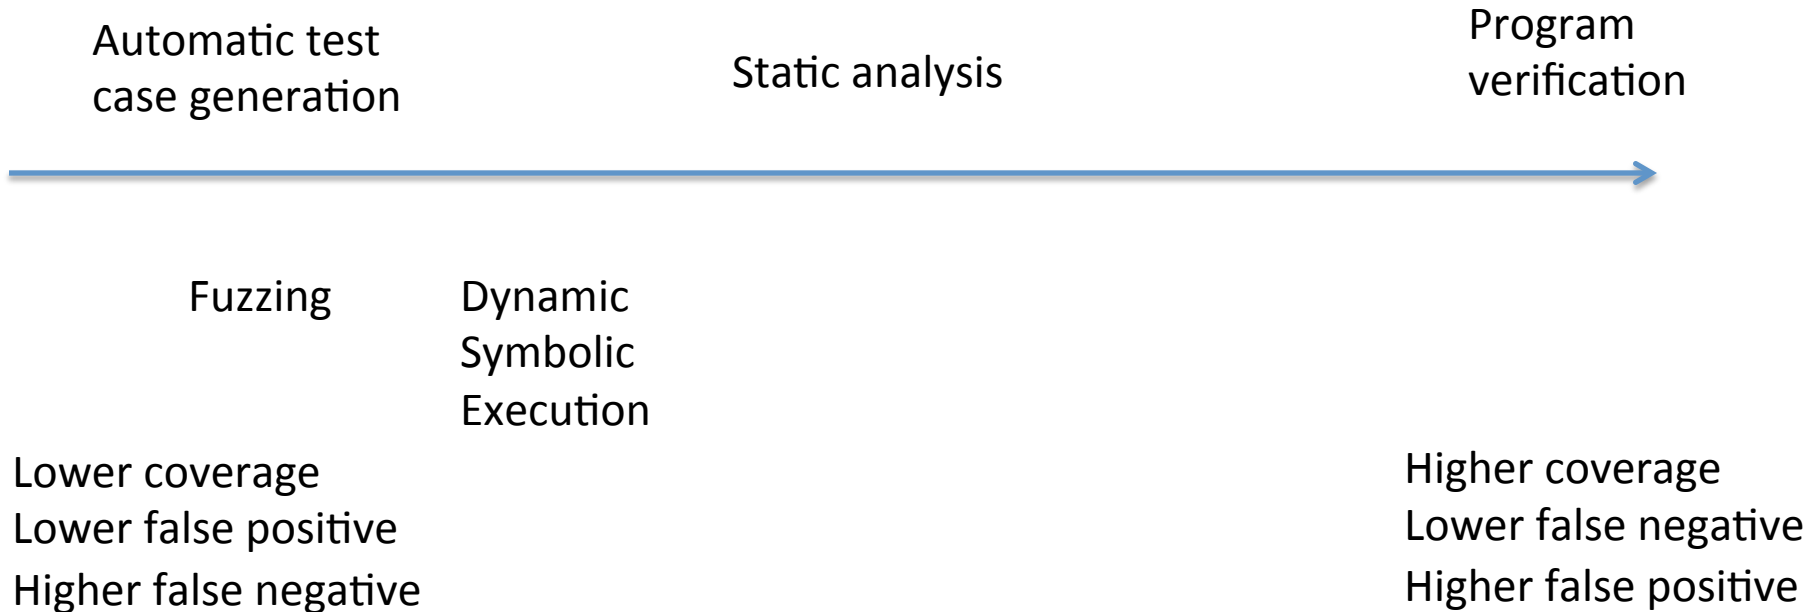 Automatic test
case generation
Static analysis
Program
verification
Fuzzing
Dynamic
Symbolic
Execution
Lower coverage
Lower false positive
Higher false negative
Higher coverage
Lower false negative
Higher false positive